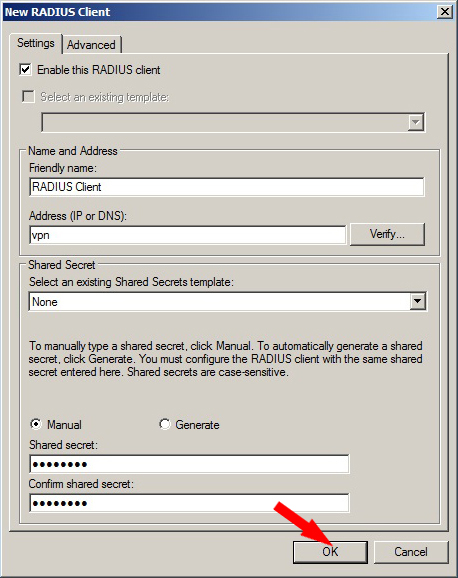 New RADIUS Client
Settings
Advanced
Enable this RADIUS client
Select an existing template:
Name and Address
Friendly name:
RADIUS Client
Address (IP or DNS):
vpn
Verify...
Shared Secret
Select an existing Shared Secrets template:
None
To manually type a shared secret, click Manual. To automatically generate a shared
secret, click Generate. You must configure the RADIUS client with the same shared
secret entered here. Shared secrets are case-sensitive.
Manual
Generate
Shared secret:
●●●●●●●●
Confirm shared secret:
●●●●●●●●
OK
Cancel